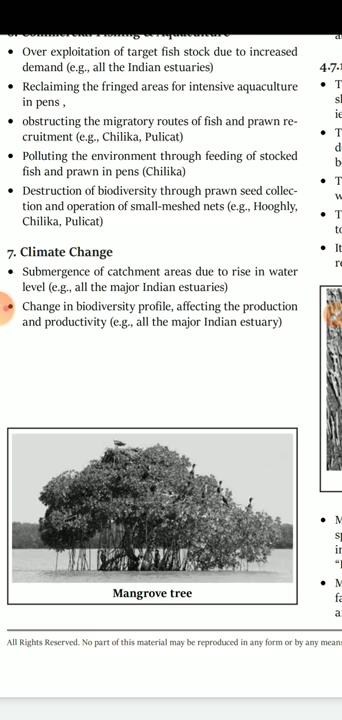 6. Commercial Fishing & Aquaculture
• Over exploitation of target fish stock due to increased
demand (e.g., all the Indian estuaries)
• Reclaiming the fringed areas for intensive aquaculture
in pens ,
• obstructing the migratory routes of fish and prawn re-
cruitment (e.g., Chilika, Pulicat)
• Polluting the environment through feeding of stocked
fish and prawn in pens (Chilika)
• Destruction of biodiversity through prawn seed collec-
tion and operation of small-meshed nets (e.g., Hooghly,
Chilika, Pulicat)
7. Climate Change
• Submergence of catchment areas due to rise in water
level (e.g., all the major Indian estuaries)
• Change in biodiversity profile, affecting the production
and productivity (e.g., all the major Indian estuary)
Mangrove tree
All Rights Reserved. No part of this material may be reproduced in any form or by any means
4.7.